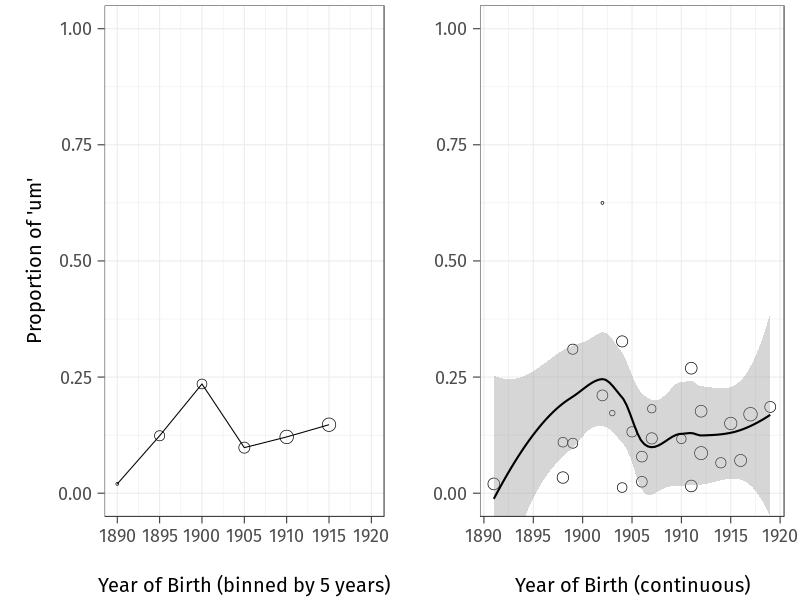 1.00
0.75
0.50
0.25
0.00
Proportion of 'um'
1890 1895 1900 1905 1910 1915 1920
Year of Birth (binned by 5 years)
1.00
0.75
0.50
0.25
0.00
1890 1895 1900 1905 1910 1915 1920
Year of Birth (continuous)